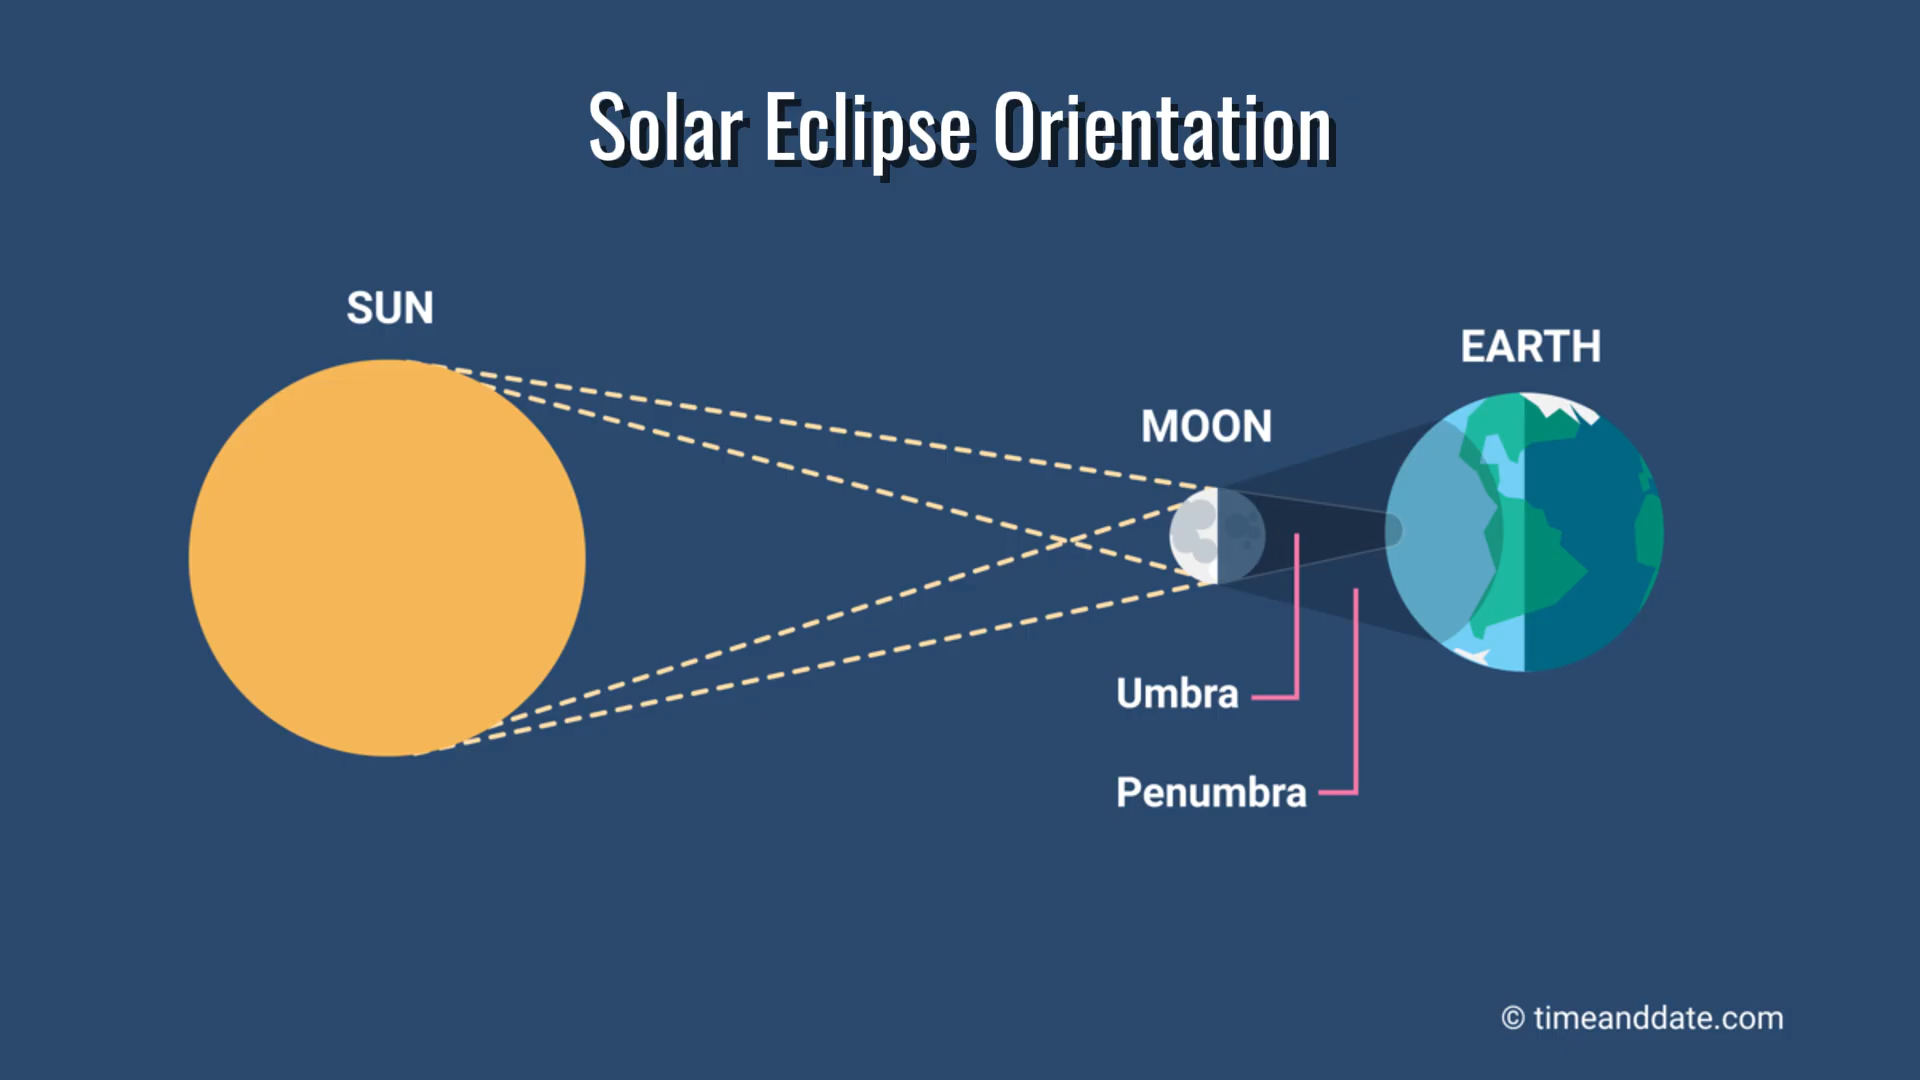 Solar Eclipse Orientation
SUN
EARTH
MOON
Umbra
Penumbra
© timeanddate.com